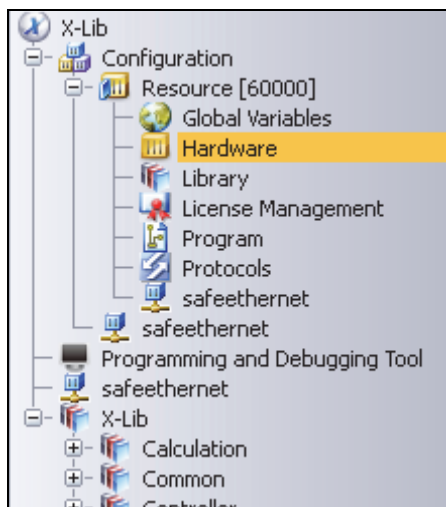 X-Lib
Configuration
Resource [60000]
Global Variables
Hardware
Library
License Management
Program
Protocols
safeethernet
safeethernet
Programming and Debugging Tool
safeethernet
X-Lib
Calculation
Common
Controller